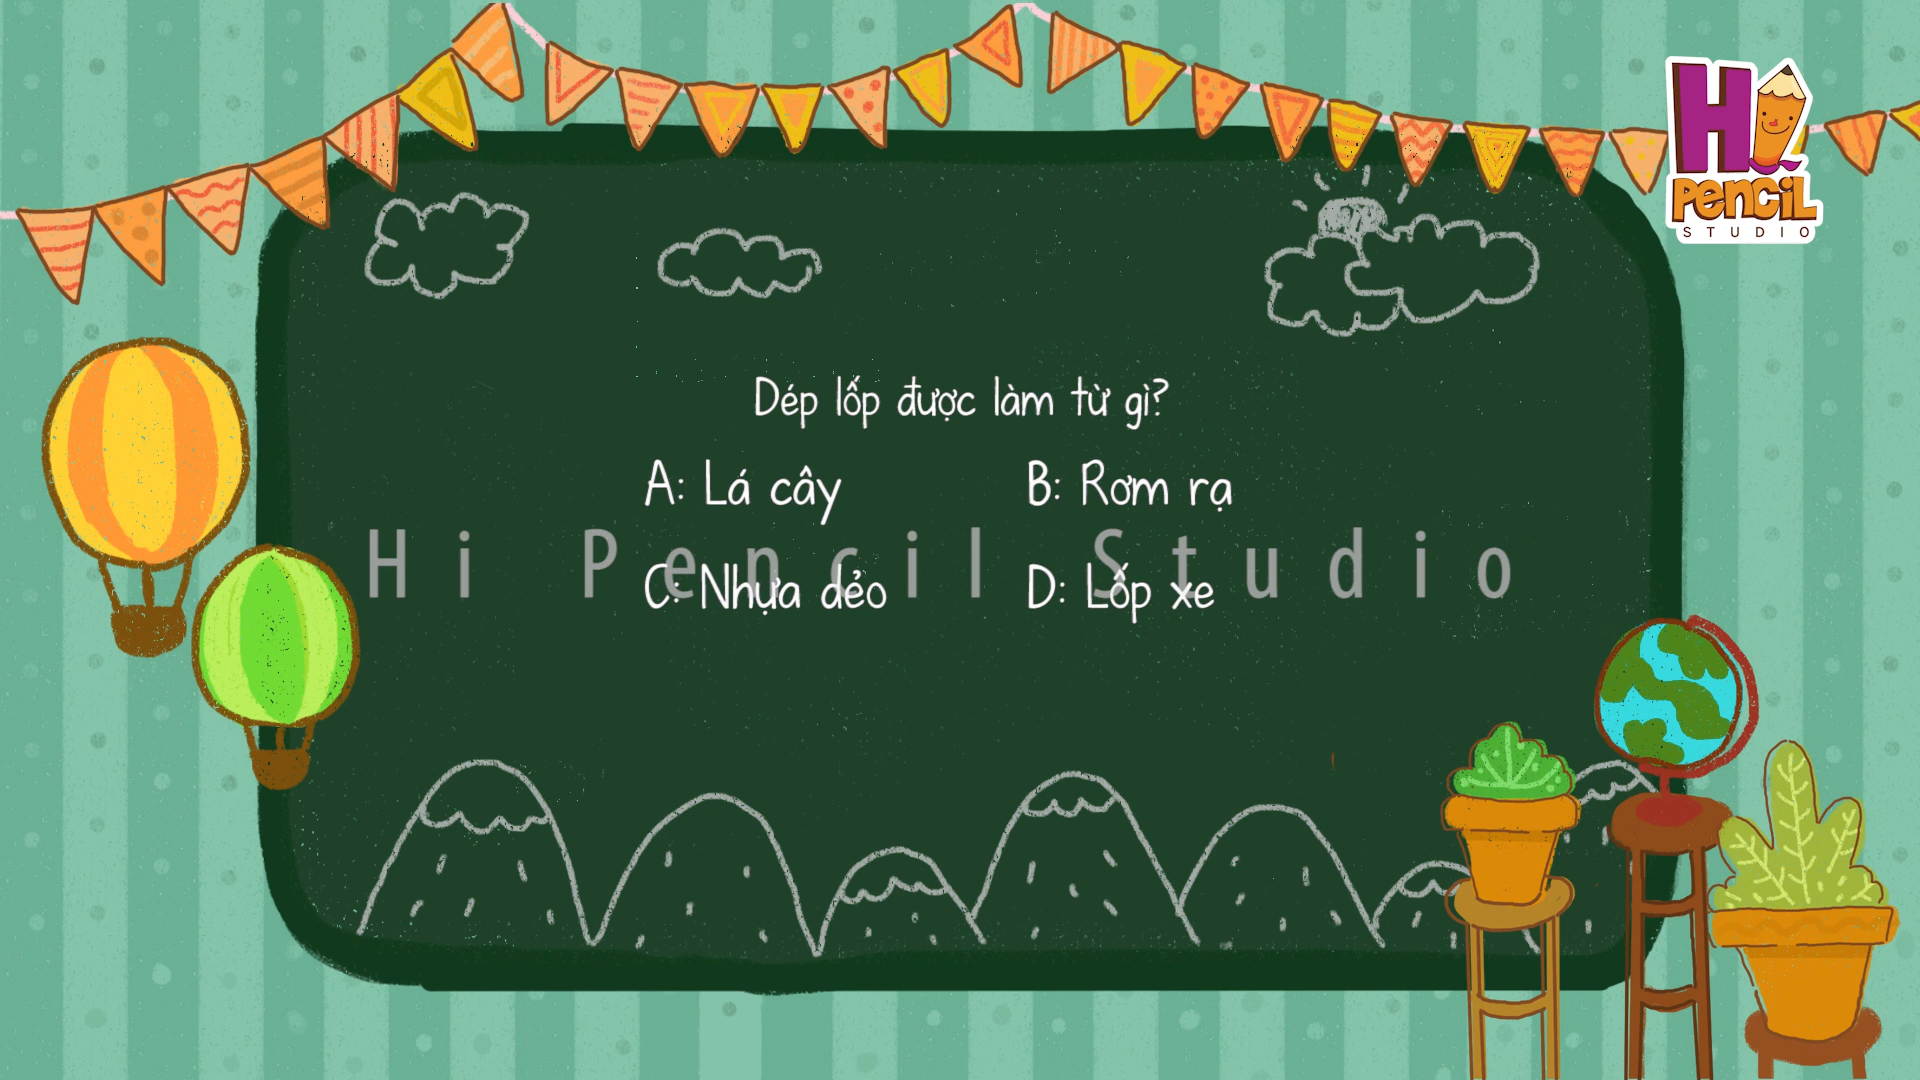 Hi
PENCIL
STUDIO
Dép lốp được làm từ gì?
A: Lá cây
B: Rơm rạ
Hi Pencil Studio
C: Nhựa dẻo
D: Lốp xe